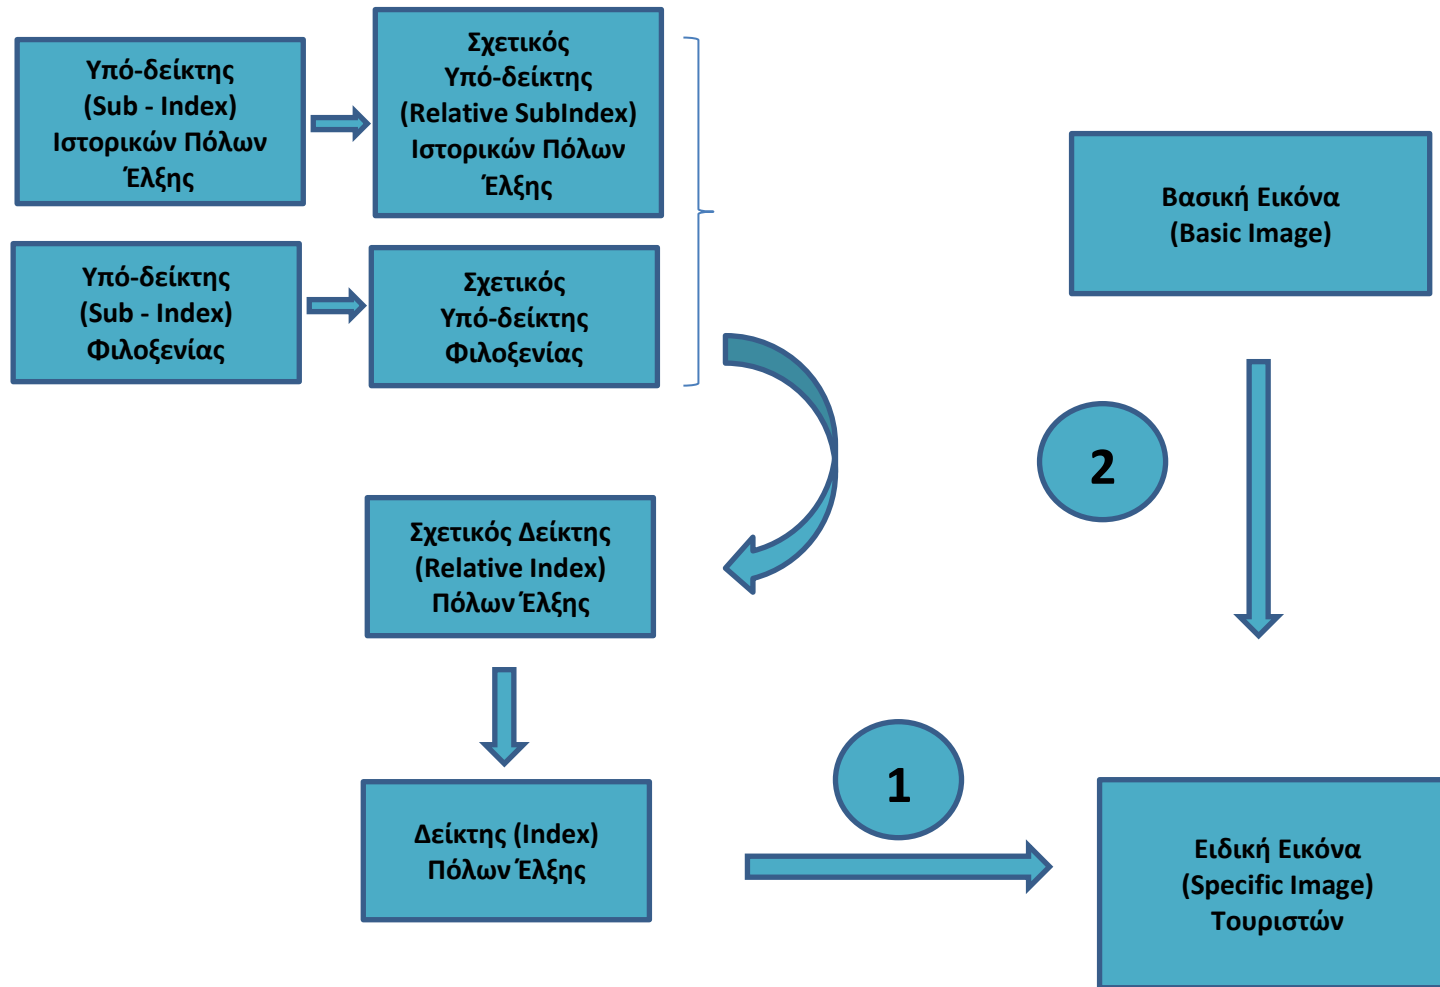 Υπό-δείκτης
(Sub - Index)
Ιστορικών Πόλων
Έλξης
Σχετικός
Υπό-δείκτης
(Relative SubIndex)
Ιστορικών Πόλων
Έλξης
Βασική Εικόνα
(Basic Image)
Υπό-δείκτης
(Sub - Index)
Φιλοξενίας
Σχετικός
Υπό-δείκτης
Φιλοξενίας
2
Σχετικός Δείκτης
(Relative Index)
Πόλων Έλξης
1
Δείκτης (Index)
Πόλων Έλξης
Ειδική Εικόνα
(Specific Image)
Τουριστών